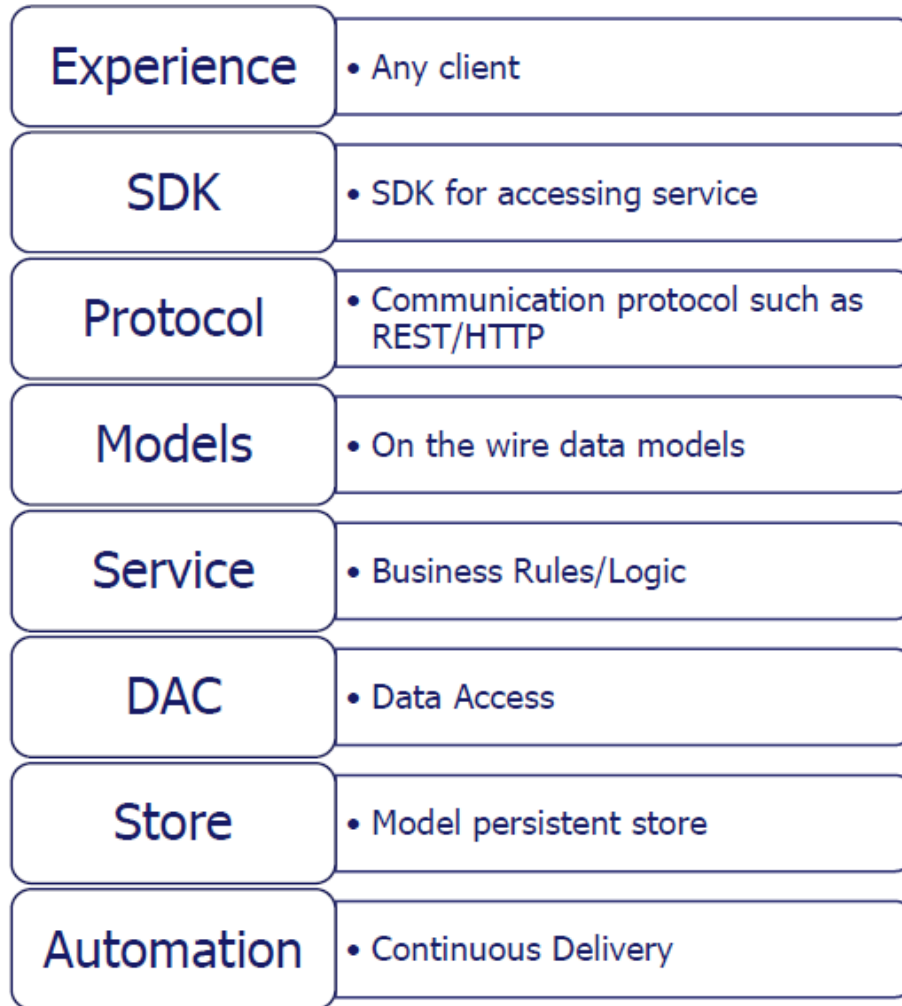 Experience
• Any client
SDK
• SDK for accessing service
Protocol
• Communication protocol such as
REST/HTTP
Models
• On the wire data models
Service
• Business Rules/Logic
DAC
• Data Access
Store
• Model persistent store
Automation
• Continuous Delivery